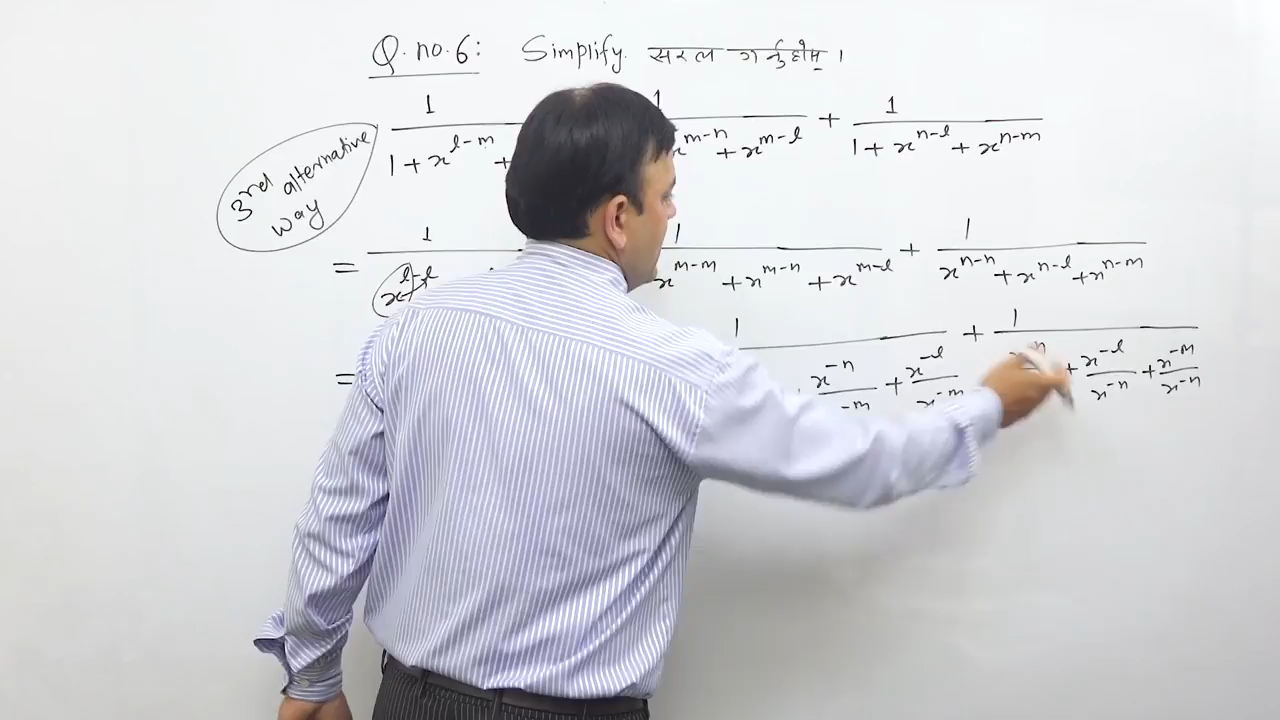 Q. no. 6: Simplify. सरल गर्नुहोस् ।
1 1 1
1 + x^{l-m} + x^{m-n} + x^{m-l} + 1 + x^{n-l} + x^{n-m}
3rd alternative way
1 1 1
= x^{l-l} x^{m-m} + x^{m-n} + x^{m-l} + x^{n-n} + x^{n-l} + x^{n-m}
1 1
= + x^{-n} + x^{-l} + + x^{-l} + x^{-m}
x^{-m} x^{-n} x^{-n}